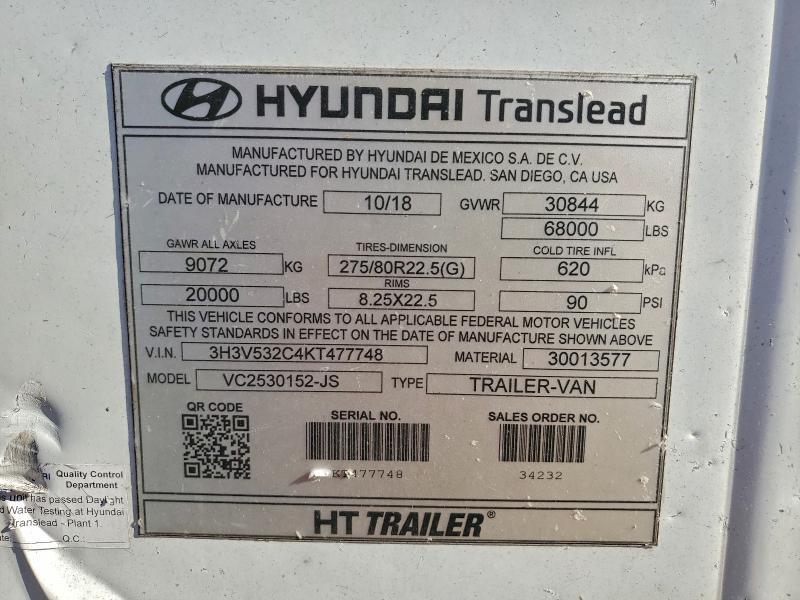 HYUNDAI Translead
MANUFACTURED BY HYUNDAI DE MEXICO S.A. DE C.V.
MANUFACTURED FOR HYUNDAI TRANSLEAD. SAN DIEGO, CA USA
DATE OF MANUFACTURE 10/18 GVWR 30844 KG
68000 LBS
GAWR ALL AXLES TIRES-DIMENSION COLD TIRE INFL
9072 KG 275/80R22.5(G) 620 kPa
RIMS
20000 LBS 8.25X22.5 90 PSI
THIS VEHICLE CONFORMS TO ALL APPLICABLE FEDERAL MOTOR VEHICLES
SAFETY STANDARDS IN EFFECT ON THE DATE OF MANUFACTURE SHOWN ABOVE
V.I.N. 3H3V532C4KT477748 MATERIAL 30013577
MODEL VC2530152-JS TYPE TRAILER-VAN
QR CODE SERIAL NO. SALES ORDER NO.
KT477748 34232
HT TRAILER®
Quality Control
Department
unit has passed Daylight
Water Testing at Hyundai
Translead - Plant 1.
Q.C.: